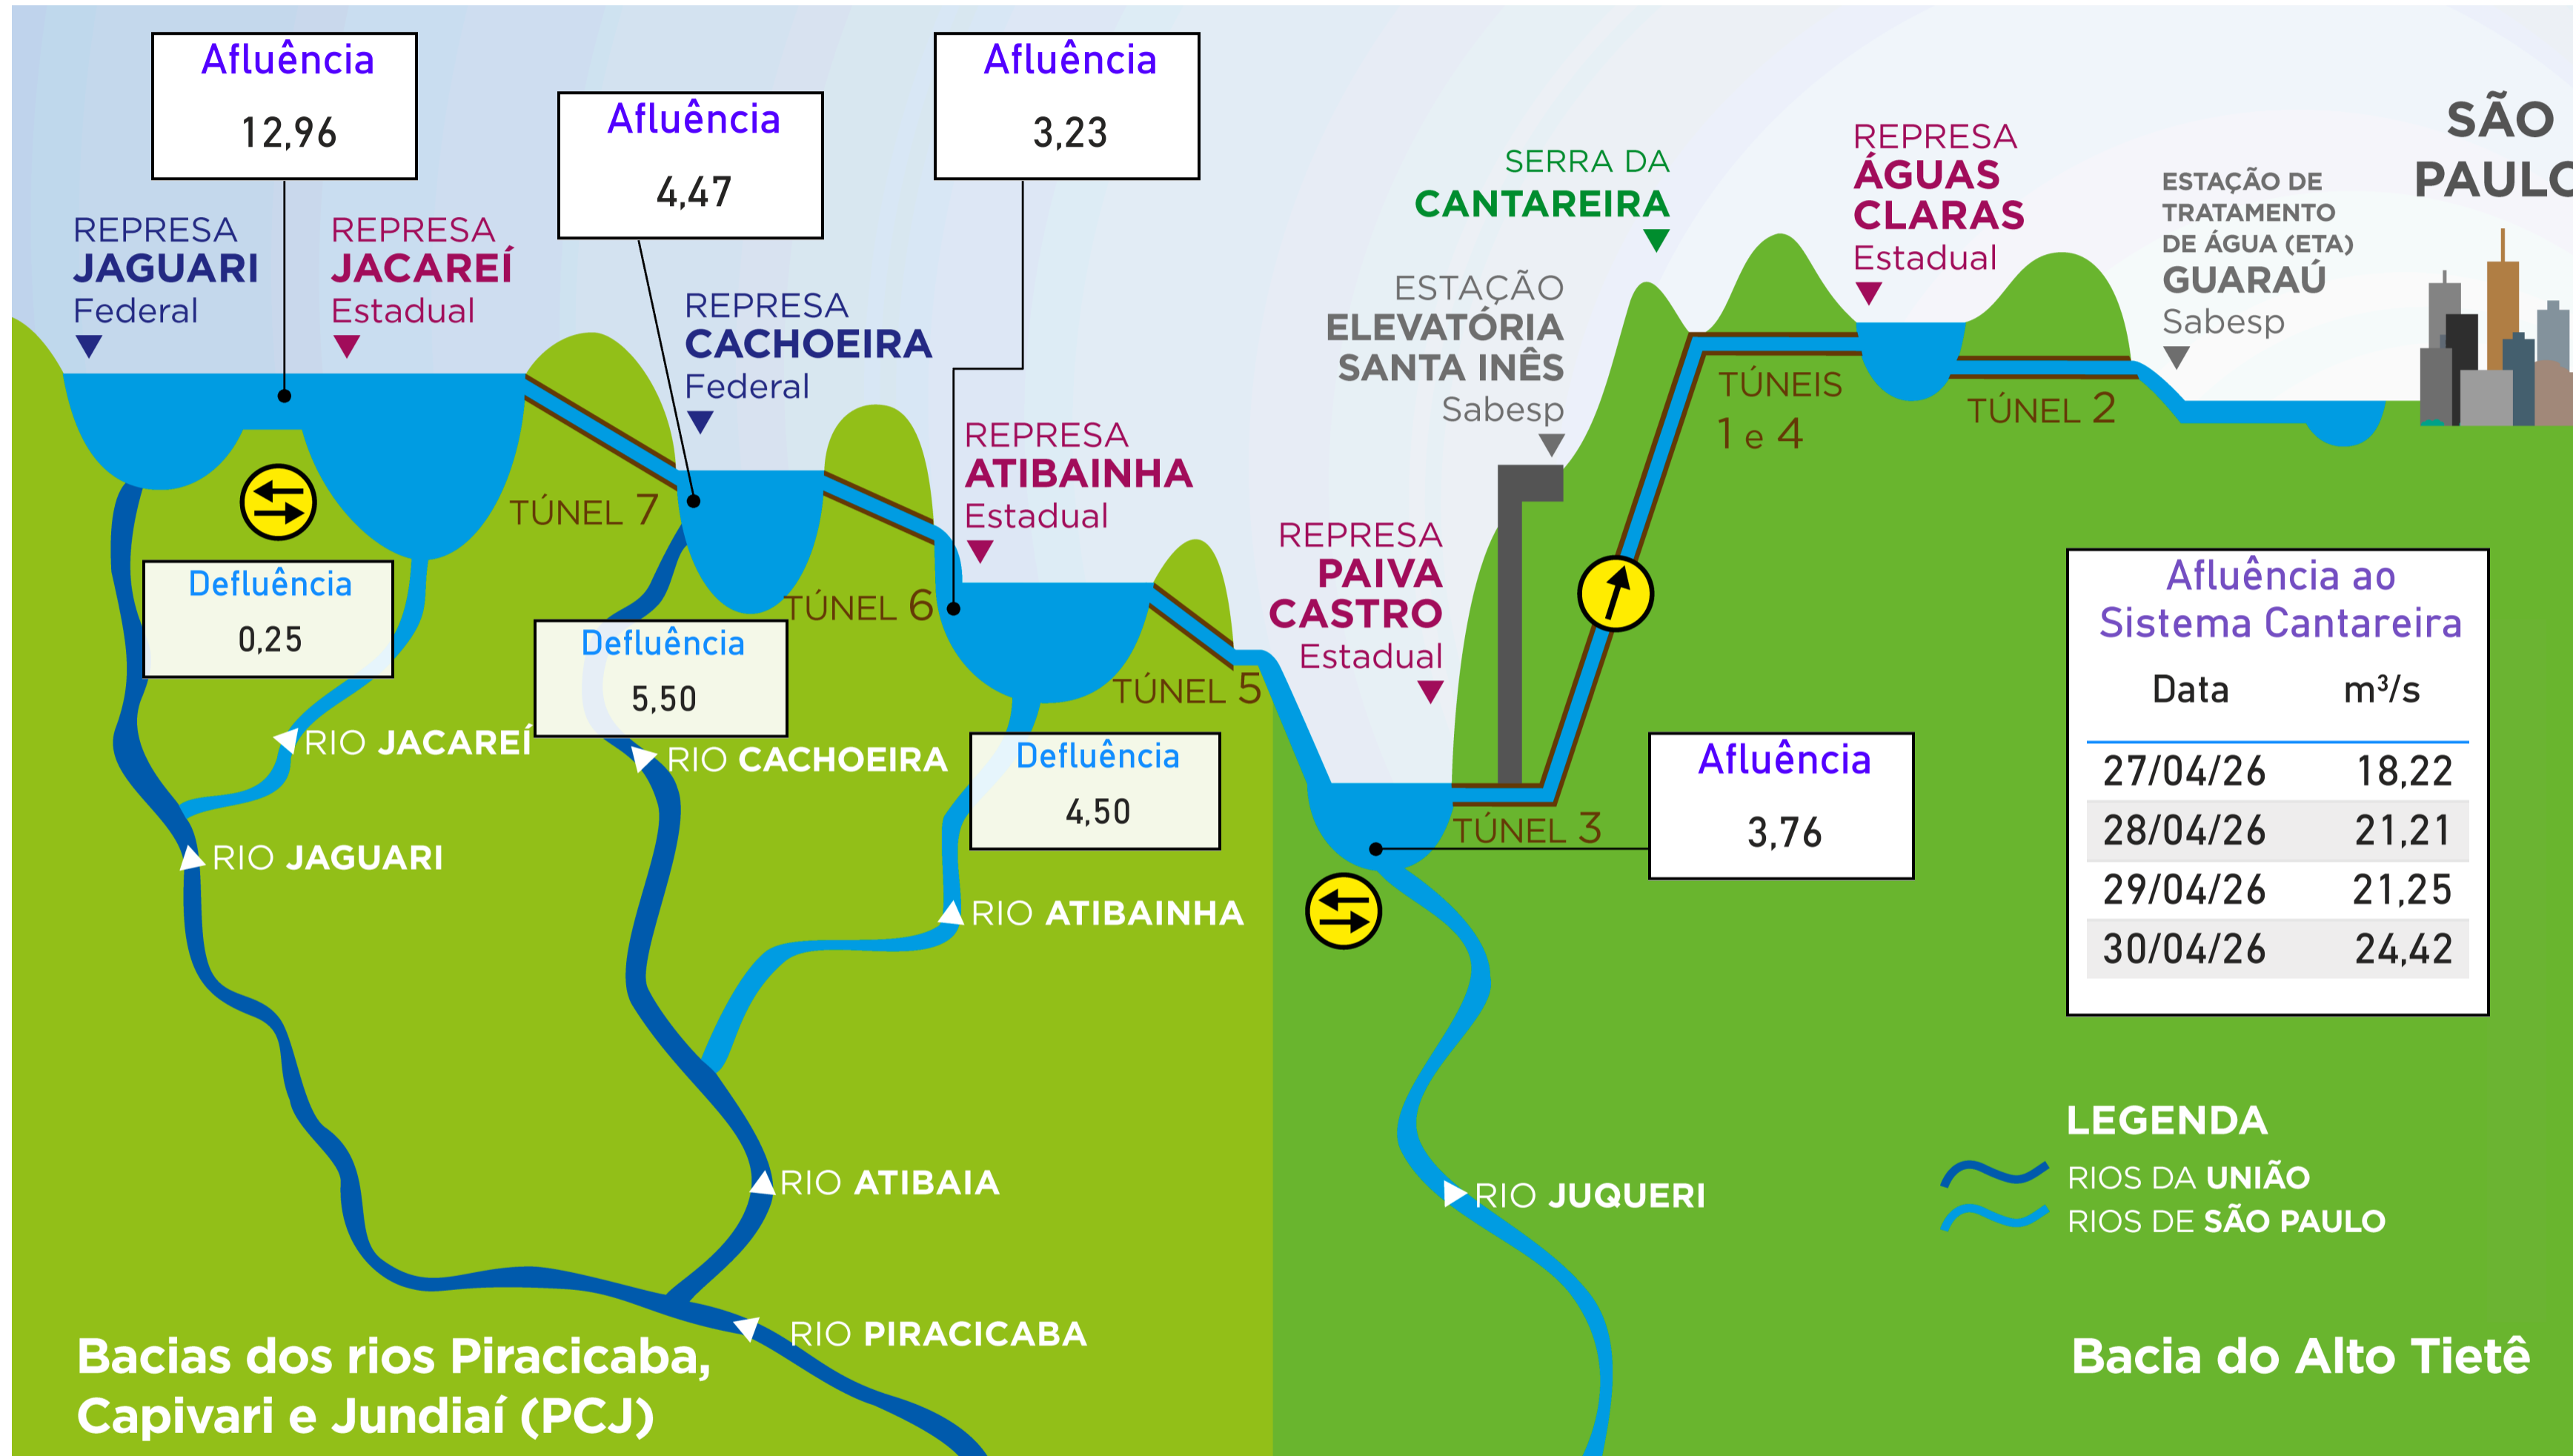 Afluência
12,96
Afluência
4,47
Afluência
3,23
REPRESA
JAGUARI
Federal
REPRESA
JACAREÍ
Estadual
REPRESA
CACHOEIRA
Federal
REPRESA
ATIBAINHA
Estadual
SERRA DA
CANTAREIRA
ESTAÇÃO
ELEVATÓRIA
SANTA INÊS
Sabesp
REPRESA
ÁGUAS
CLARAS
Estadual
ESTAÇÃO DE
TRATAMENTO
DE ÁGUA (ETA)
GUARAÚ
Sabesp
SÃO
PAULO
TÚNEL 7
TÚNEL 6
TÚNEL 5
REPRESA
PAIVA
CASTRO
Estadual
TÚNEIS
1 e 4
TÚNEL 2
TÚNEL 3
Defluência
0,25
Defluência
5,50
Defluência
4,50
Afluência
3,76
Afluência ao
Sistema Cantareira
Data m³/s
27/04/26 18,22
28/04/26 21,21
29/04/26 21,25
30/04/26 24,42
RIO JACAREÍ
RIO CACHOEIRA
RIO JAGUARI
RIO ATIBAINHA
RIO ATIBAIA
RIO JUQUERI
RIO PIRACICABA
LEGENDA
RIOS DA UNIÃO
RIOS DE SÃO PAULO
Bacias dos rios Piracicaba,
Capivari e Jundiaí (PCJ)
Bacia do Alto Tietê